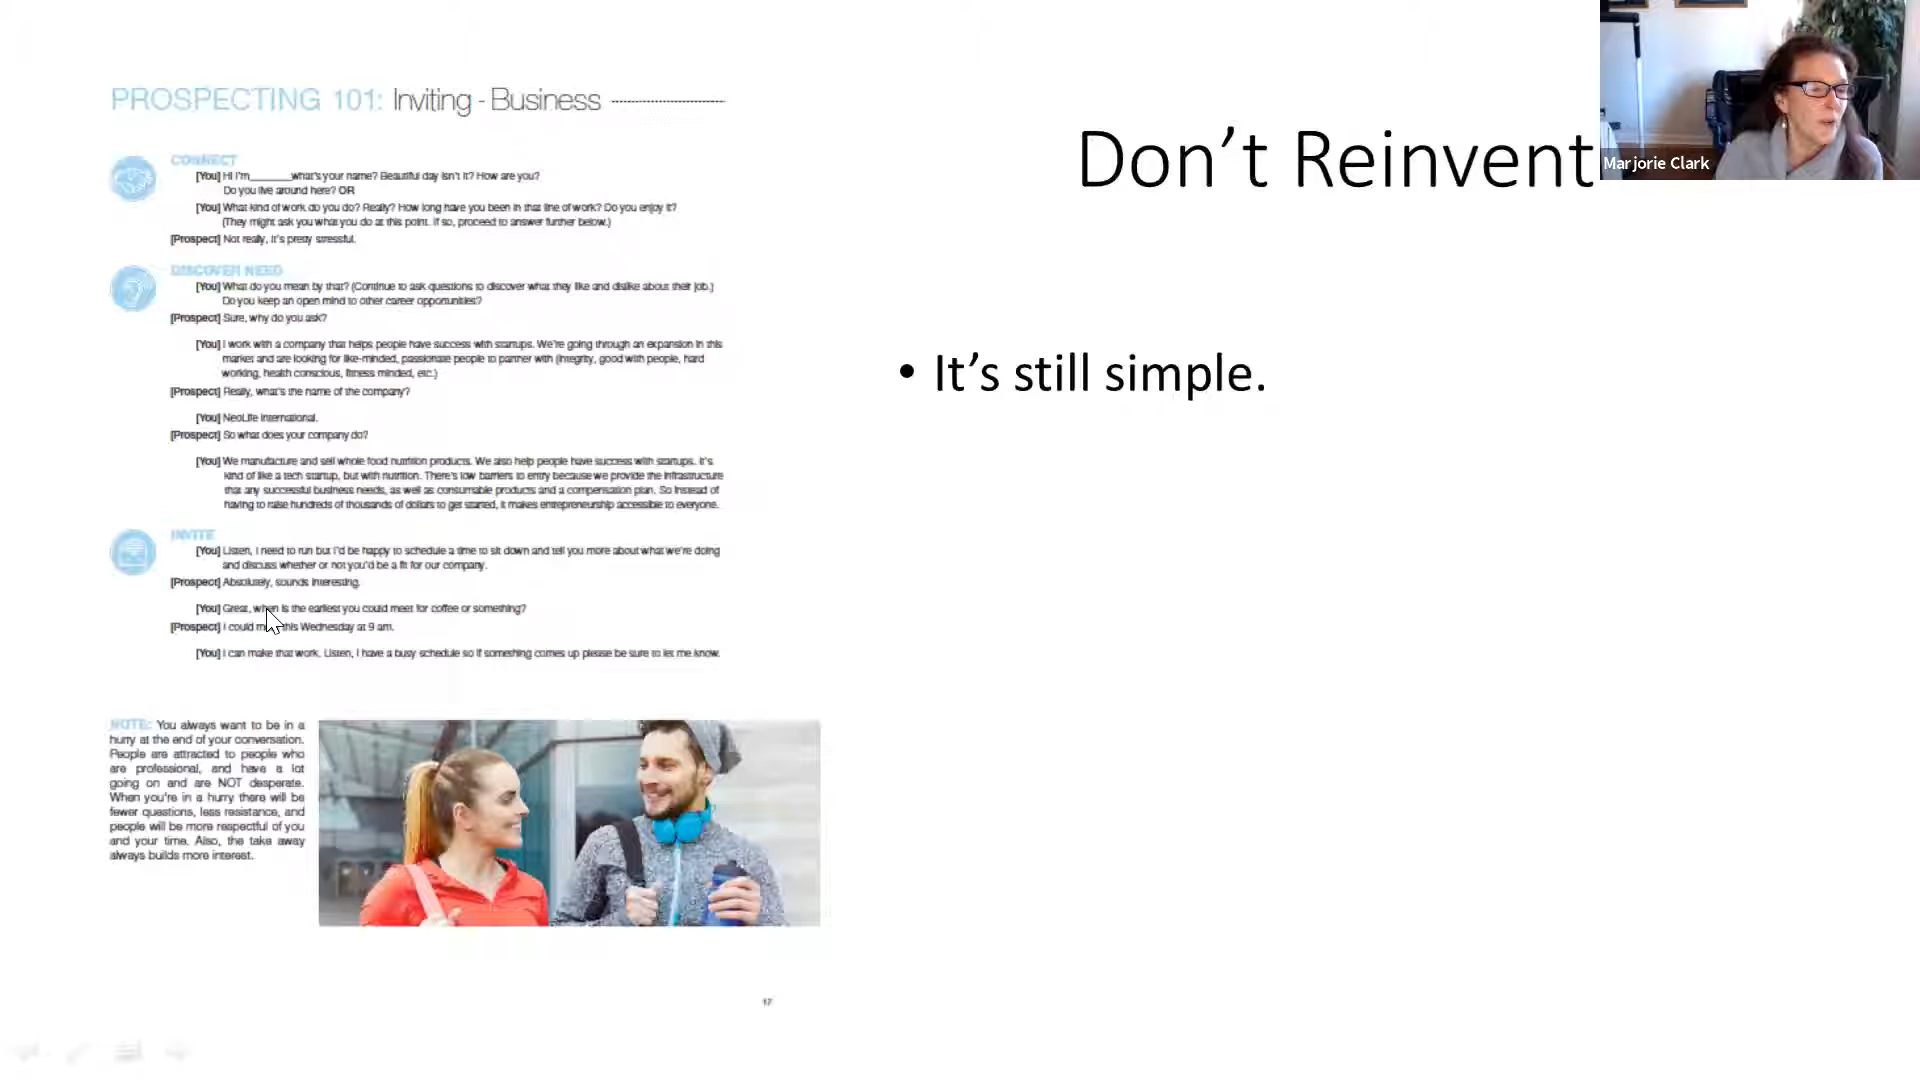 PROSPECTING 101: Inviting - Business
CONNECT
[You] Hi I'm_______what's your name? Beautiful day isn't it? How are you?
Do you live around here? OR
[You] What kind of work do you do? Really? How long have you been in that line of work? Do you enjoy it?
(They might ask you what you do at this point. If so, proceed to answer further below.)
[Prospect] Not really, it's pretty stressful.
DISCOVER NEED
[You] What do you mean by that? (Continue to ask questions to discover what they like and dislike about their job.)
Do you keep an open mind to other career opportunities?
[Prospect] Sure, why do you ask?
[You] I work with a company that helps people have success with startups. We're going through an expansion in this
market and are looking for like-minded, passionate people to partner with (integrity, good with people, hard
working, health conscious, fitness minded, etc.)
[Prospect] Really, what's the name of the company?
[You] NeoLife International.
[Prospect] So what does your company do?
[You] We manufacture and sell whole food nutrition products. We also help people have success with startups. It's
kind of like a tech startup, but with nutrition. There's low barriers to entry because we provide the infrastructure
that any successful business needs, as well as consumable products and a compensation plan. So instead of
having to raise hundreds of thousands of dollars to get started, it makes entrepreneurship accessible to everyone.
INVITE
[You] Listen, I need to run but I'd be happy to schedule a time to sit down and tell you more about what we're doing
and discuss whether or not you'd be a fit for our company.
[Prospect] Absolutely, sounds interesting.
[You] Great, when is the earliest you could meet for coffee or something?
[Prospect] I could this Wednesday at 9 am.
[You] I can make that work. Listen, I have a busy schedule so if something comes up please be sure to let me know.
NOTE: You always want to be in a
hurry at the end of your conversation.
People are attracted to people who
are professional, and have a lot
going on and are NOT desperate.
When you're in a hurry there will be
fewer questions, less resistance, and
people will be more respectful of you
and your time. Also, the take away
always builds more interest.
17
Don't Reinvent
• It's still simple.
Marjorie Clark